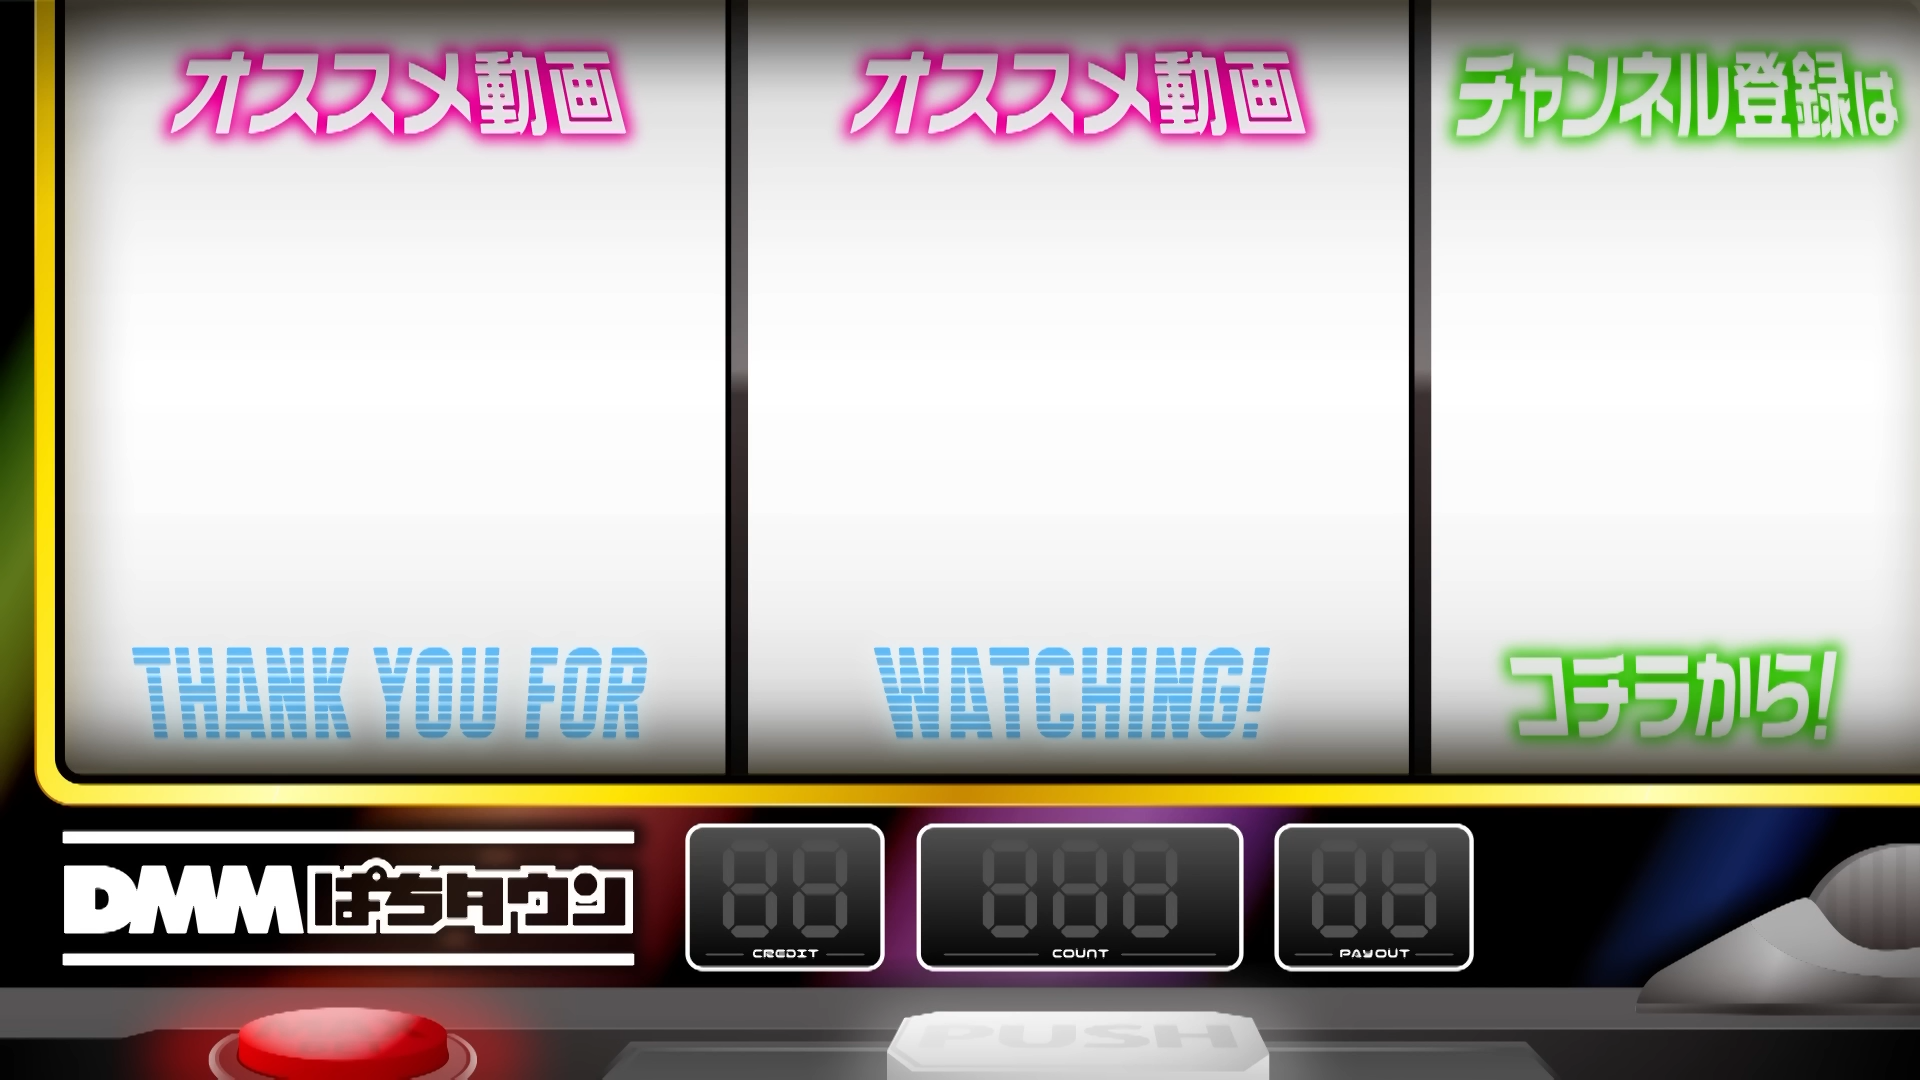 オススメ動画
オススメ動画
チャンネル登録は
THANK YOU FOR
WATCHING!
コチラから!
DMMぱちタウン
CREDIT
COUNT
PAYOUT
PUSH